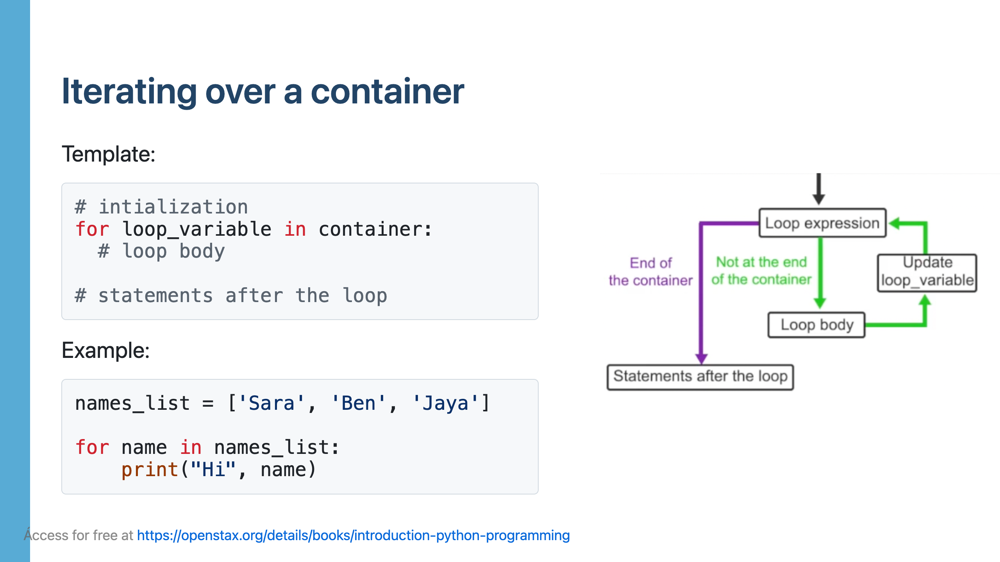 Iterating over a container
Template:
# intialization
for loop_variable in container:
  # loop body
# statements after the loop
Example:
names_list = ['Sara', 'Ben', 'Jaya']
for name in names_list:
    print("Hi", name)
Loop expression
End of
the container
Not at the end
of the container
Update
loop_variable
Loop body
Statements after the loop
Áccess for free at https://openstax.org/details/books/introduction-python-programming